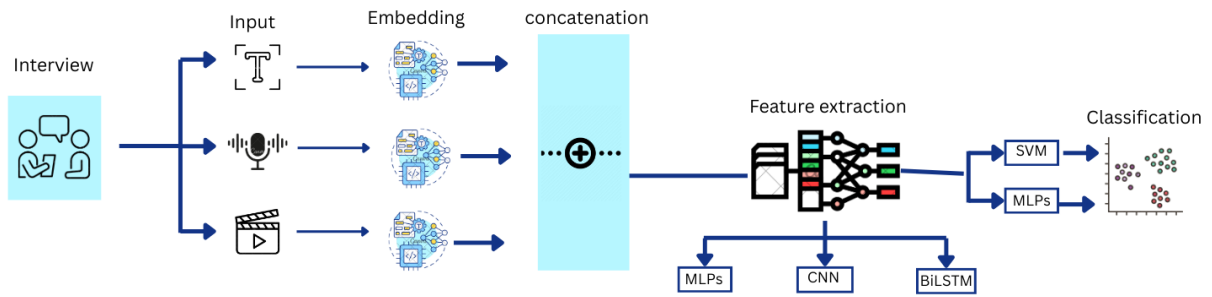 Interview
Input
Embedding
concatenation
Feature extraction
MLPs
CNN
BiLSTM
SVM
MLPs
Classification